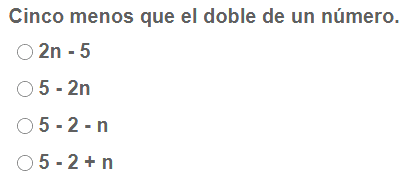 Cinco menos que el doble de un número.
2n - 5
5 - 2n
5 - 2 - n
5 - 2 + n